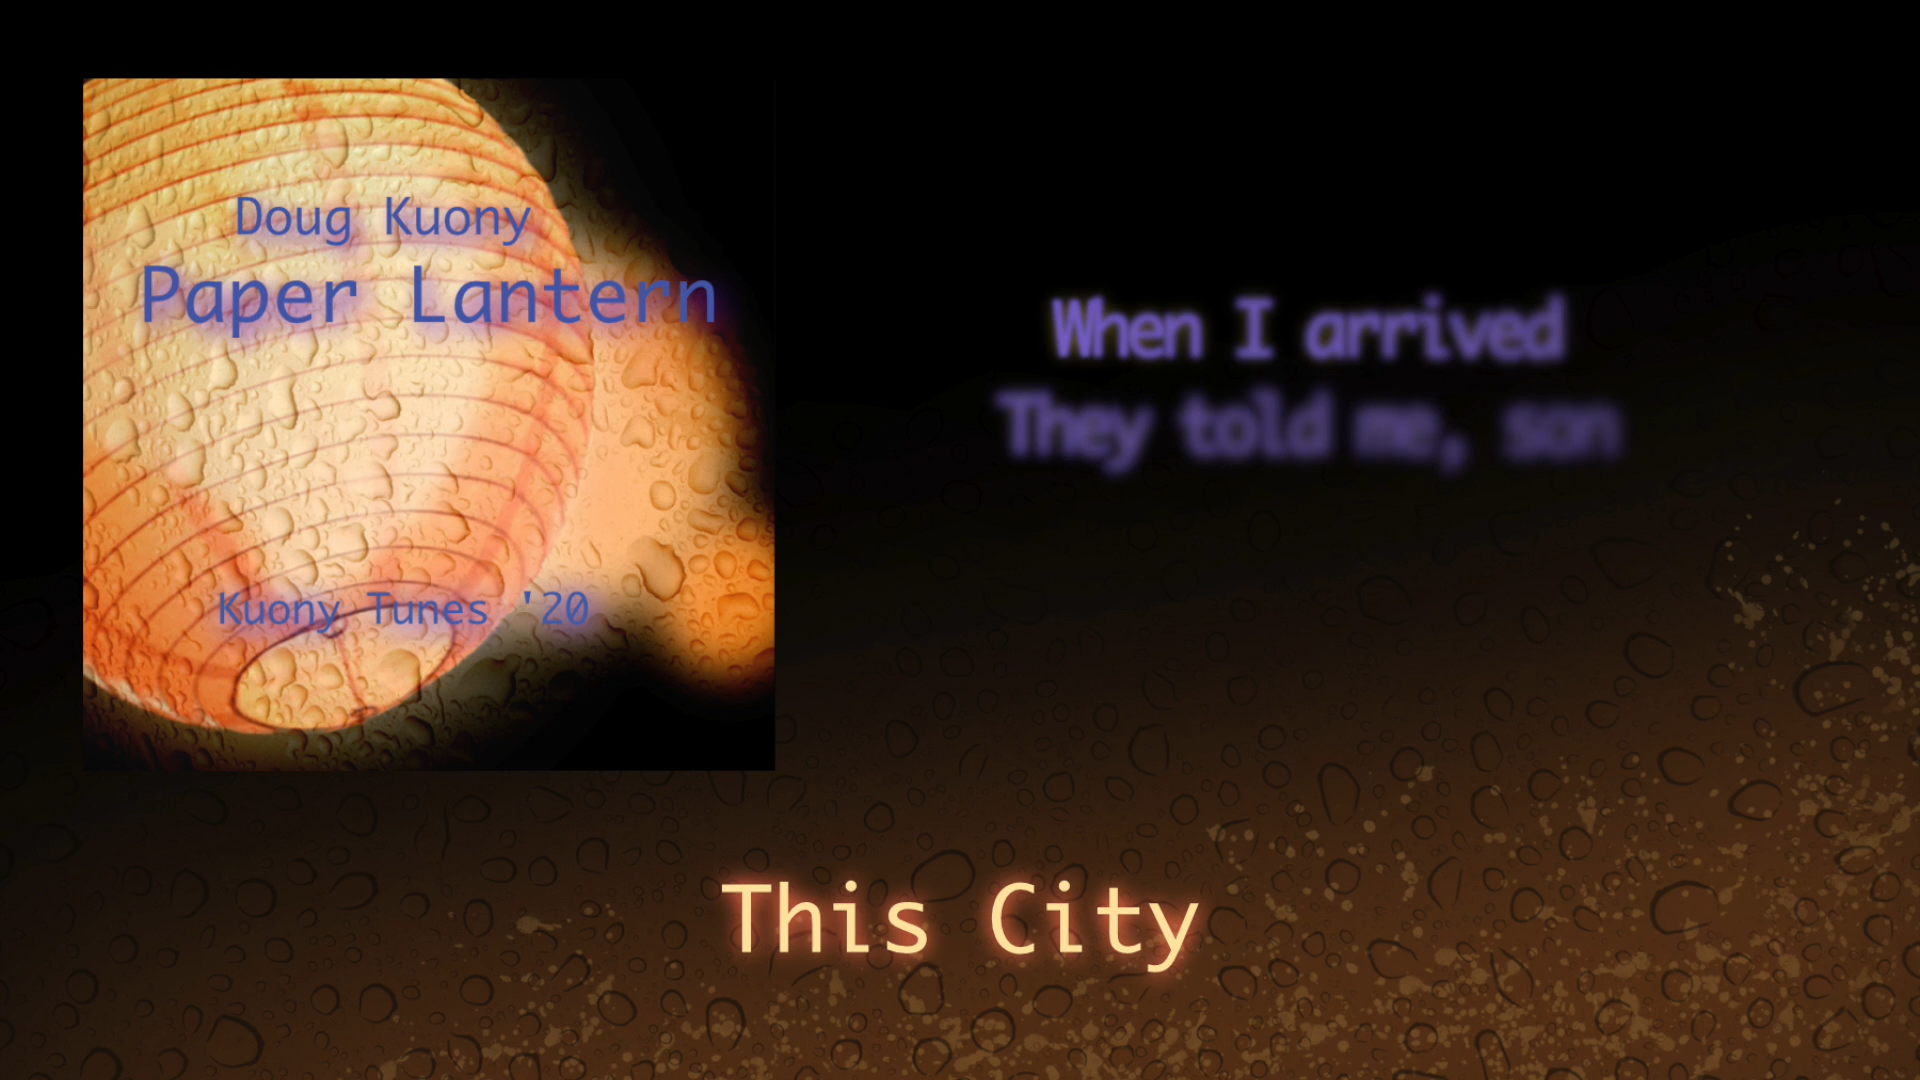 Doug Kuony
Paper Lantern
Kuony Tunes '20
When I arrived
They told me, son
This City